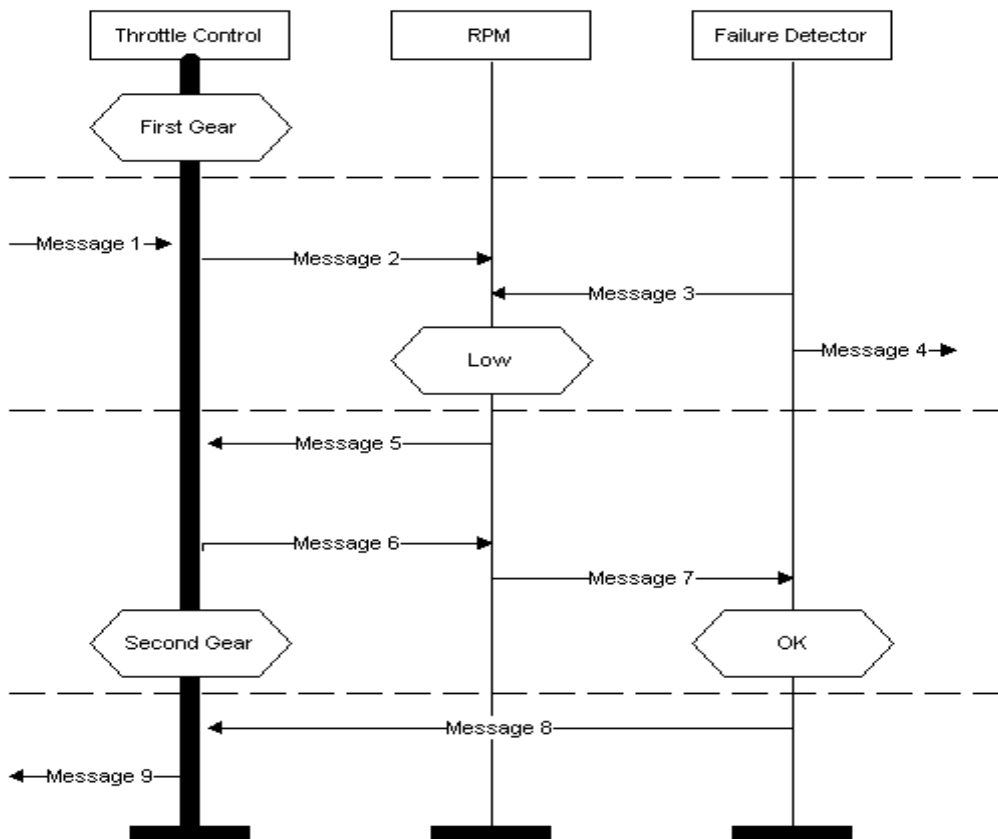 Throttle Control
RPM
Failure Detector
First Gear
Message 1
Message 2
Message 3
Message 4
Low
Message 5
Message 6
Message 7
Second Gear
OK
Message 8
Message 9